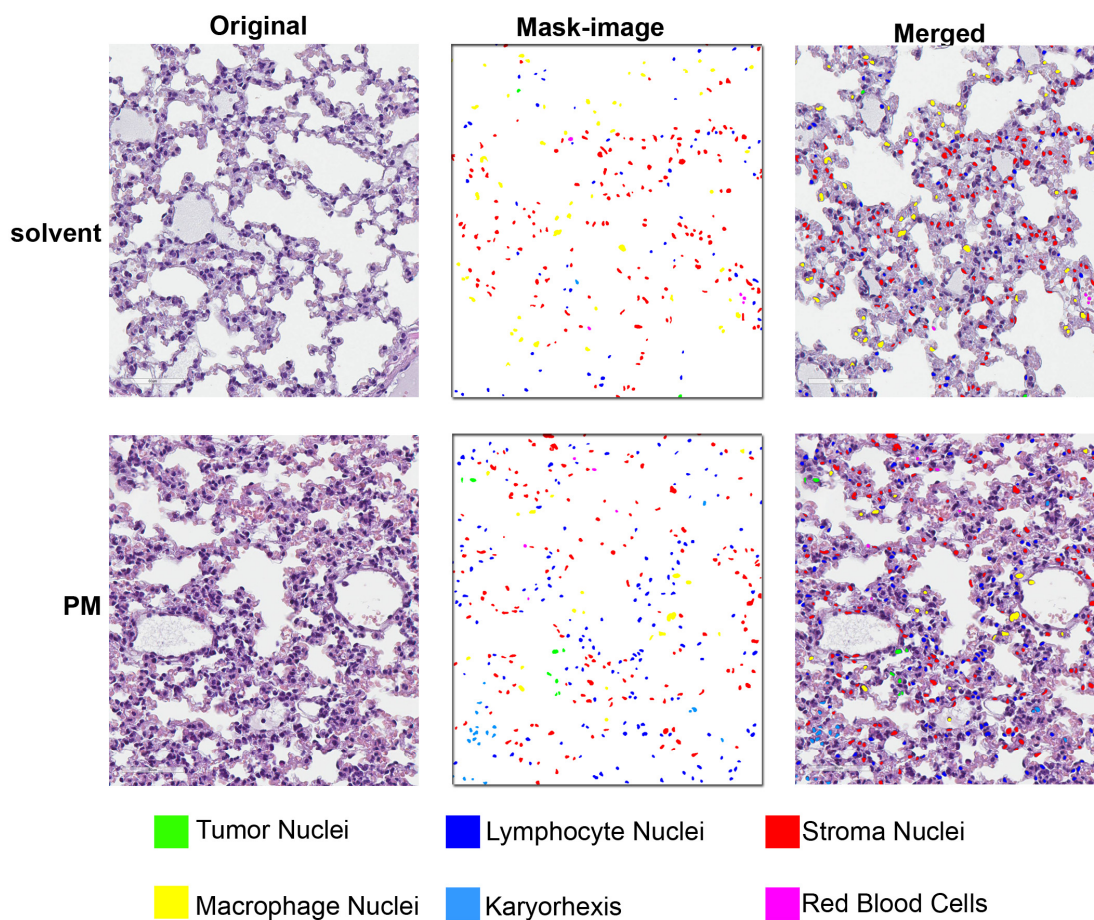 Original
Mask-image
Merged
solvent
PM
Tumor Nuclei
Lymphocyte Nuclei
Stroma Nuclei
Macrophage Nuclei
Karyorhexis
Red Blood Cells